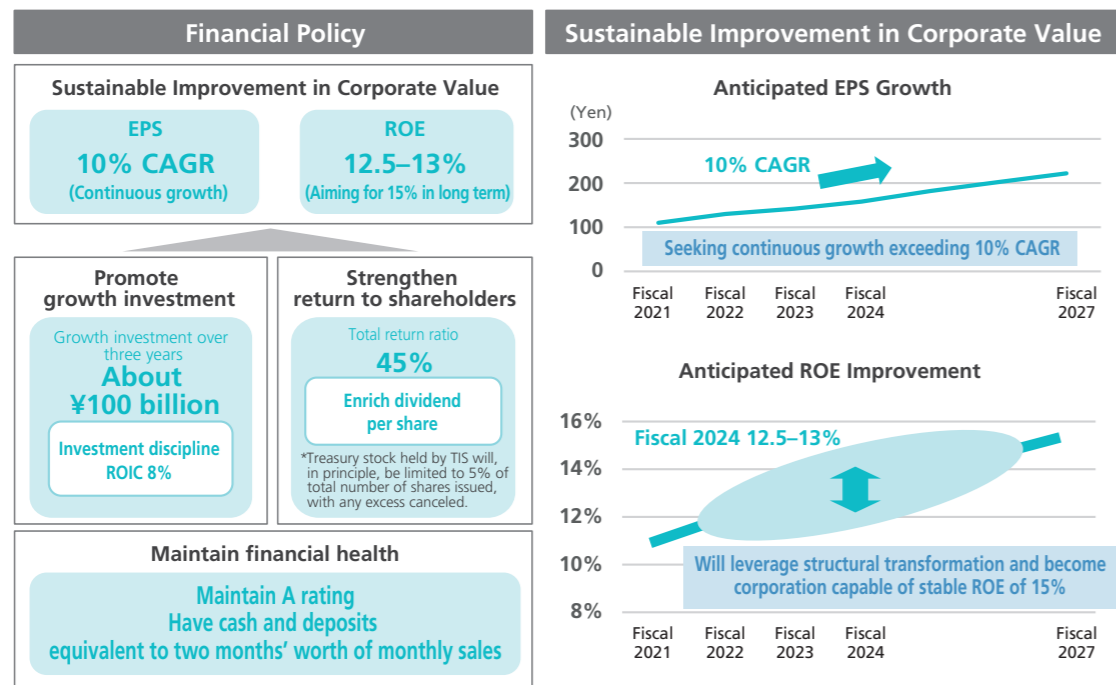 Financial Policy
Sustainable Improvement in Corporate Value
EPS
10% CAGR
(Continuous growth)
ROE
12.5–13%
(Aiming for 15% in long term)
Promote
growth investment
Growth investment over
three years
About
¥100 billion
Investment discipline
ROIC 8%
Strengthen
return to shareholders
Total return ratio
45%
Enrich dividend
per share
*Treasury stock held by TIS will,
in principle, be limited to 5% of
total number of shares issued,
with any excess canceled.
Maintain financial health
Maintain A rating
Have cash and deposits
equivalent to two months’ worth of monthly sales
Sustainable Improvement in Corporate Value
Anticipated EPS Growth
(Yen)
300
200
100
0
10% CAGR
Seeking continuous growth exceeding 10% CAGR
Fiscal
2021
Fiscal
2022
Fiscal
2023
Fiscal
2024
Fiscal
2027
Anticipated ROE Improvement
16%
14%
12%
10%
8%
Fiscal 2024 12.5–13%
Will leverage structural transformation and become
corporation capable of stable ROE of 15%
Fiscal
2021
Fiscal
2022
Fiscal
2023
Fiscal
2024
Fiscal
2027